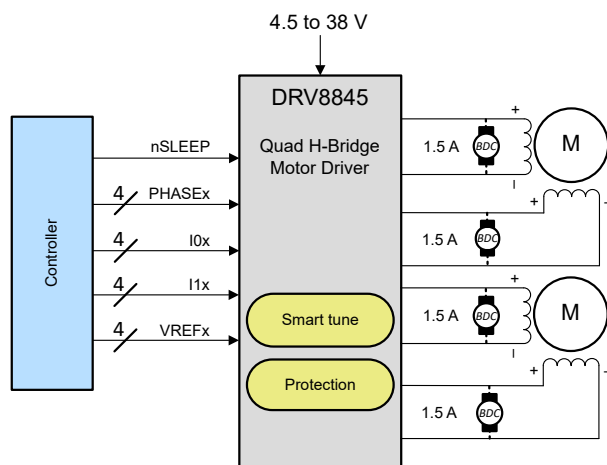 4.5 to 38 V
DRV8845
Quad H-Bridge
Motor Driver
Controller
nSLEEP
4 PHASEx
4 I0x
4 I1x
4 VREFx
Smart tune
Protection
1.5 A
BDC
+
–
M
+ –
1.5 A
BDC
1.5 A
BDC
+
–
M
+ –
1.5 A
BDC